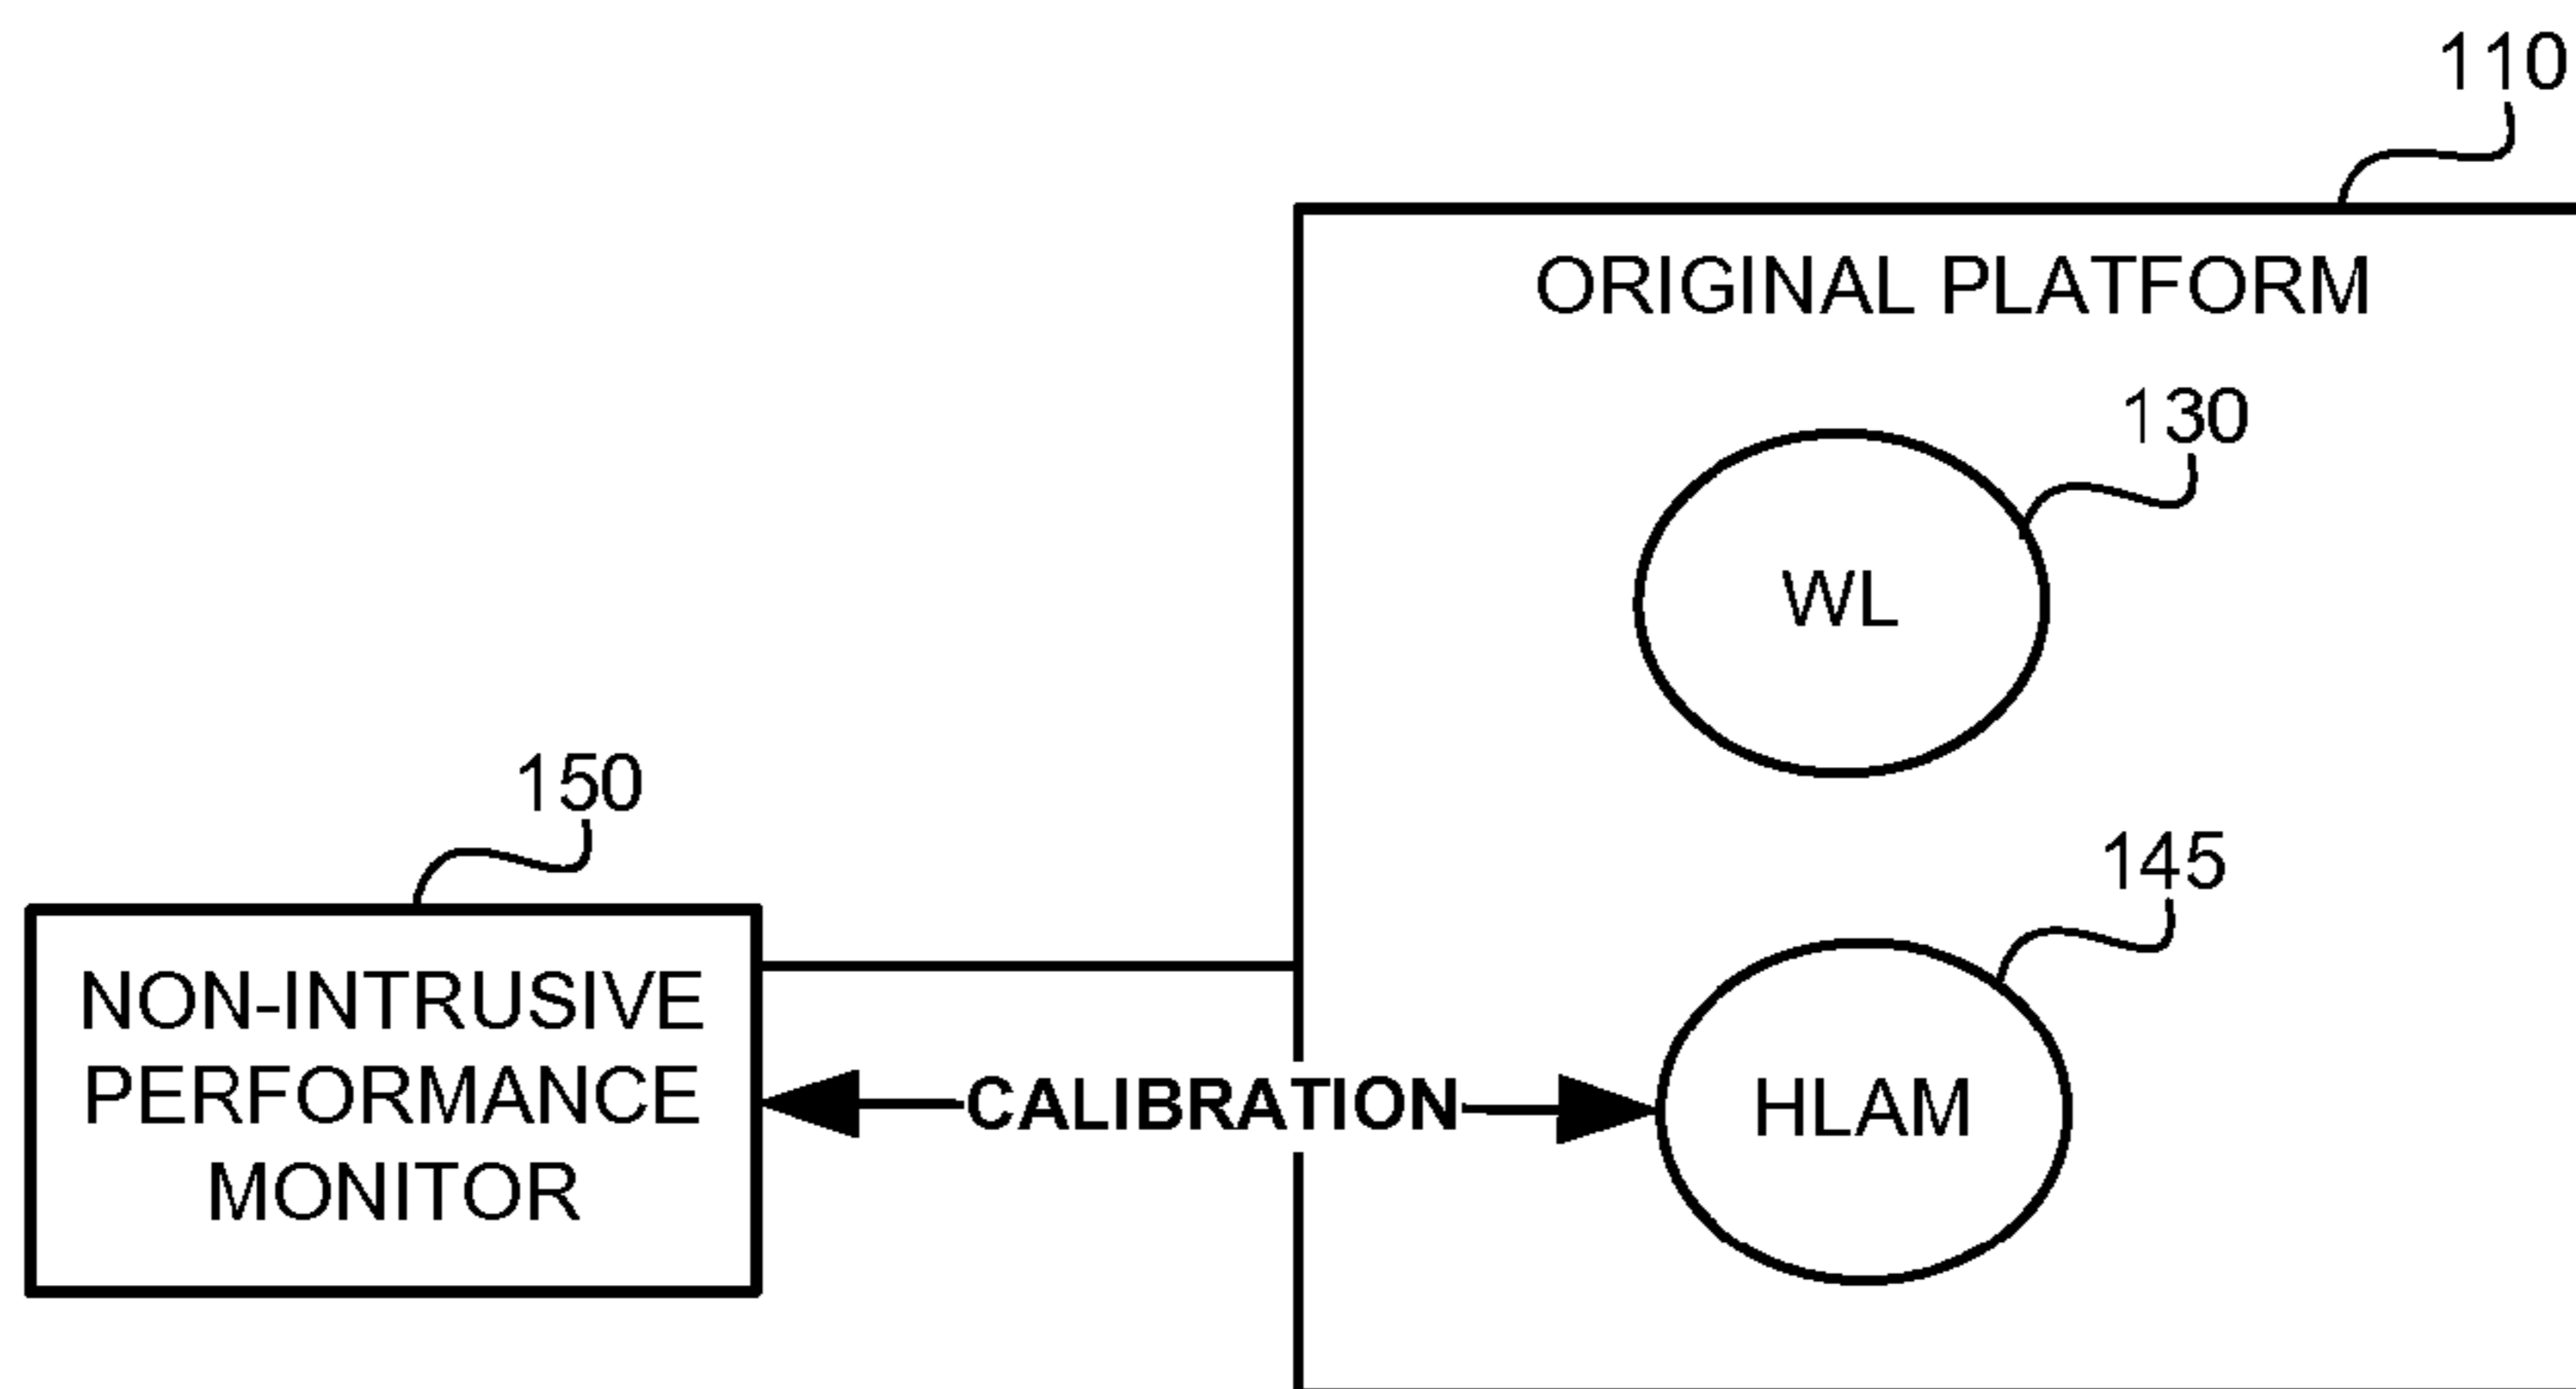 110
ORIGINAL PLATFORM
130
WL
150
145
NON-INTRUSIVE
PERFORMANCE
MONITOR
CALIBRATION
HLAM